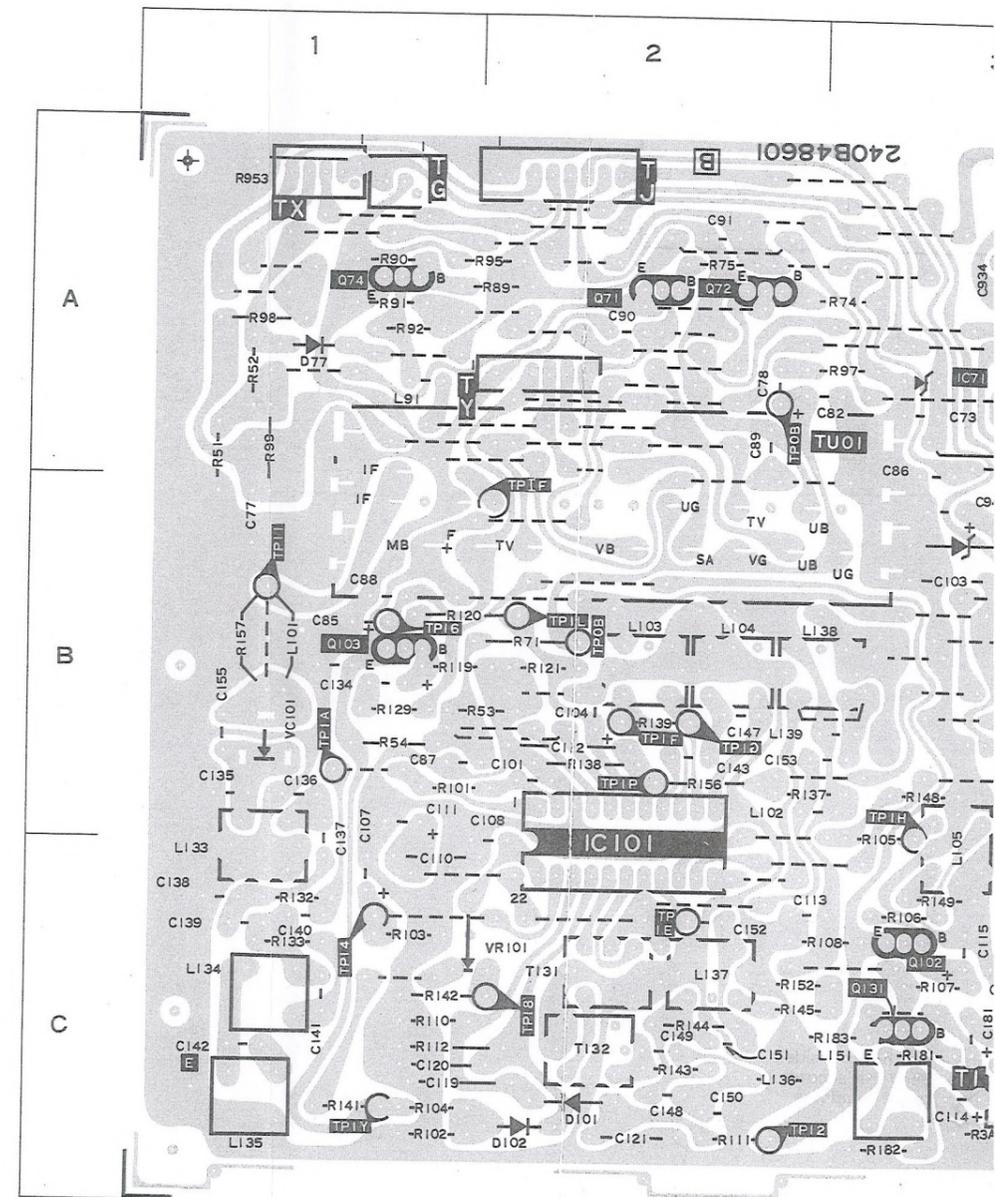 1
2
240B48601
B
R953
TG
TJ
TX
C91
R90
R95
R75
Q74
E
B
E
B
E
B
C934
A
R91
R89
Q71
Q72
R74
R98
R92
C90
D77
R52
R97
IC71
TY
L91
C78
C82
C73
R51
R99
C89
TP0B
TU01
IF
C86
IF
TP1F
UG
C77
TV
UB
TP11
MB
F
TV
VB
SA
VG
UB
UG
C88
C103
C85
R120
TP1L
TP16
L103
L104
L138
R157
L101
Q103
B
R71
TP0B
B
E
R119
R121
C155
C134
R129
R53
C104
R139
C147
L139
VC101
TP1A
TP1F
TP1G
R54
C87
C112
C101
R138
C143
C153
C135
C136
R101
TP1P
R156
R137
R148
C111
L102
C108
TP1H
C137
C107
IC101
R105
L105
L133
C110
C138
R132
22
C113
R149
C139
C140
R133
R103
TP1E
C152
R106
TP14
VR101
R108
E
B
C115
L134
T131
L137
Q102
R142
TP18
R152
Q131
R107
C
R110
R145
C141
R144
R183
B
C181
C142
R112
T132
C149
C151
L151
E
R181
E
C120
R143
C119
L136
R141
R104
D101
C148
C150
C114
TP1Y
R102
D102
C121
R111
TP12
L135
R182